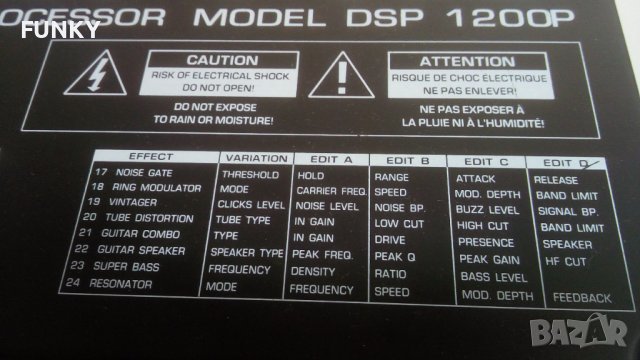 OCESSOR MODEL DSP 1200P
FUNKY
CAUTION
RISK OF ELECTRICAL SHOCK
DO NOT OPEN!
DO NOT EXPOSE
TO RAIN OR MOISTURE!
ATTENTION
RISQUE DE CHOC ÉLECTRIQUE
NE PAS ENLEVER!
NE PAS EXPOSER À
LA PLUIE NI À L'HUMIDITÉ!
EFFECT VARIATION EDIT A EDIT B EDIT C EDIT D
17 NOISE GATE THRESHOLD HOLD RANGE ATTACK RELEASE
18 RING MODULATOR MODE CARRIER FREQ. SPEED MOD. DEPTH BAND LIMIT
19 VINTAGER CLICKS LEVEL NOISE LEVEL NOISE BP. BUZZ LEVEL SIGNAL BP.
20 TUBE DISTORTION TUBE TYPE IN GAIN LOW CUT HIGH CUT BAND LIMIT
21 GUITAR COMBO TYPE IN GAIN DRIVE PRESENCE SPEAKER
22 GUITAR SPEAKER SPEAKER TYPE PEAK FREQ. PEAK Q PEAK GAIN HF CUT
23 SUPER BASS FREQUENCY DENSITY RATIO BASS LEVEL
24 RESONATOR MODE FREQUENCY SPEED MOD. DEPTH FEEDBACK
BAZAR
bg